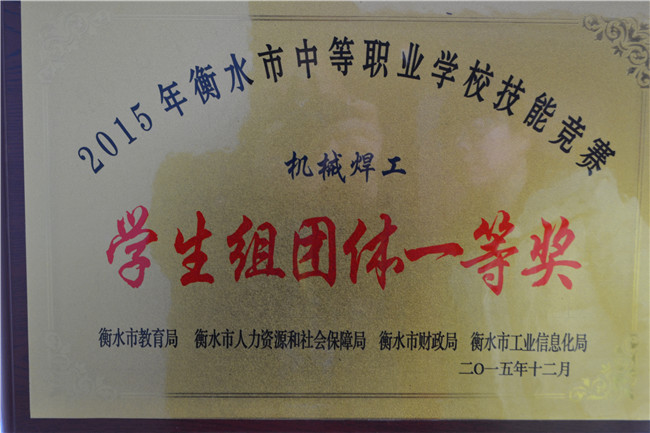 2015年衡水市中等职业学校技能竞赛
机械焊工
学生组团体一等奖
衡水市教育局 衡水市人力资源和社会保障局 衡水市财政局 衡水市工业信息化局
二O一五年十二月